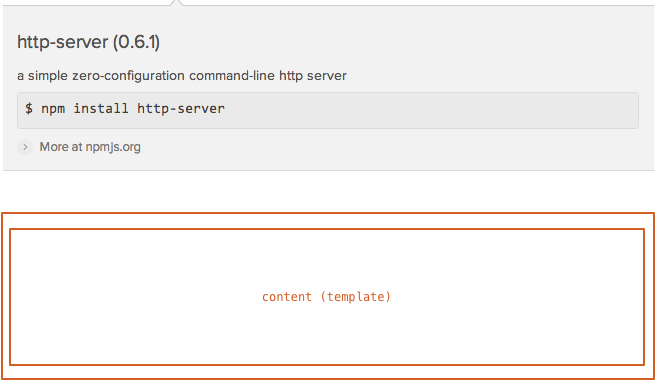 http-server (0.6.1)
a simple zero-configuration command-line http server
$ npm install http-server
More at npmjs.org
content (template)